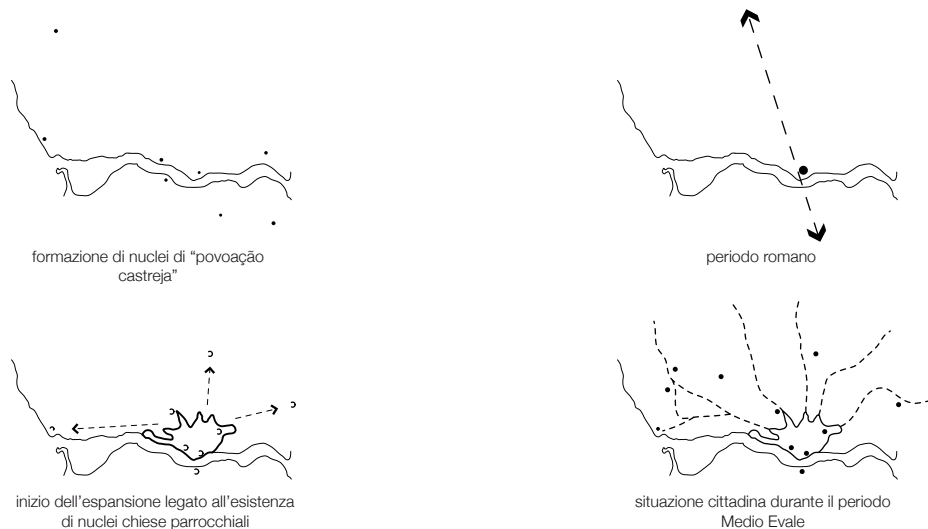 formazione di nuclei di “povoação
castreja”
periodo romano
inizio dell’espansione legato all’esistenza
di nuclei chiese parrocchiali
situazione cittadina durante il periodo
Medio Evale